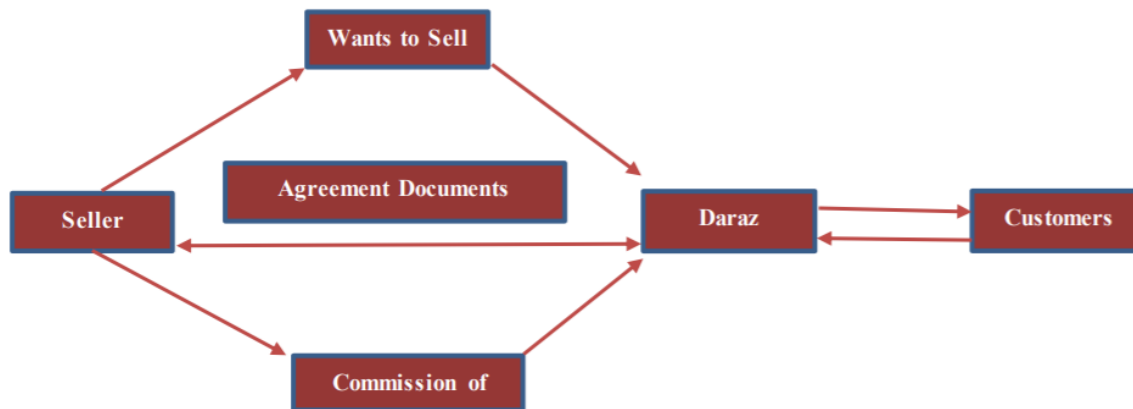 Wants to Sell
Agreement Documents
Seller
Daraz
Customers
Commission of